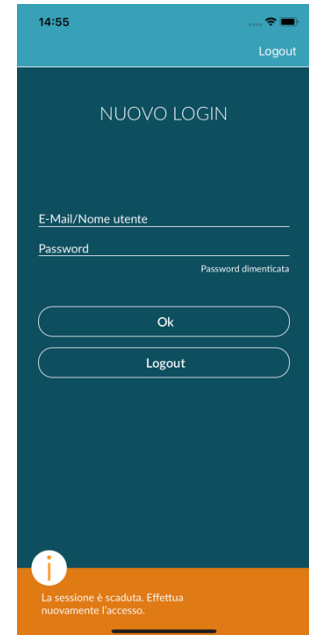 14:55
Logout
NUOVO LOGIN
E-Mail/Nome utente
Password
Password dimenticata
Ok
Logout
i
La sessione è scaduta. Effettua
nuovamente l'accesso.